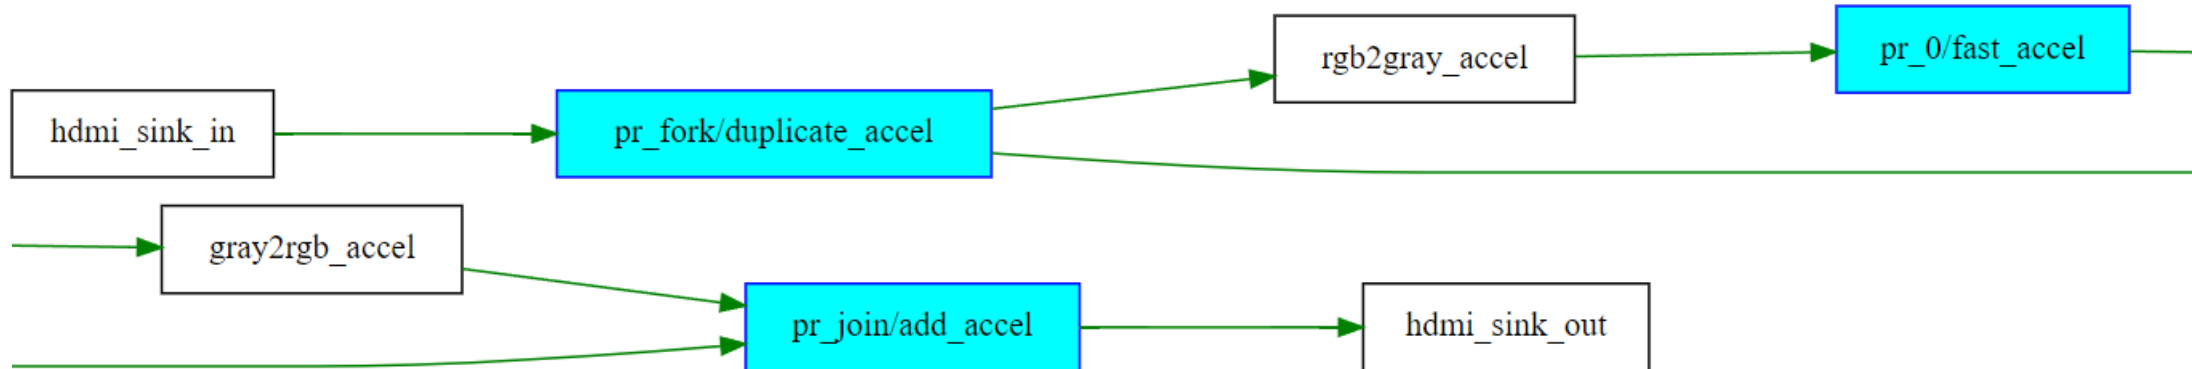 hdmi_sink_in
pr_fork/duplicate_accel
rgb2gray_accel
pr_0/fast_accel
gray2rgb_accel
pr_join/add_accel
hdmi_sink_out